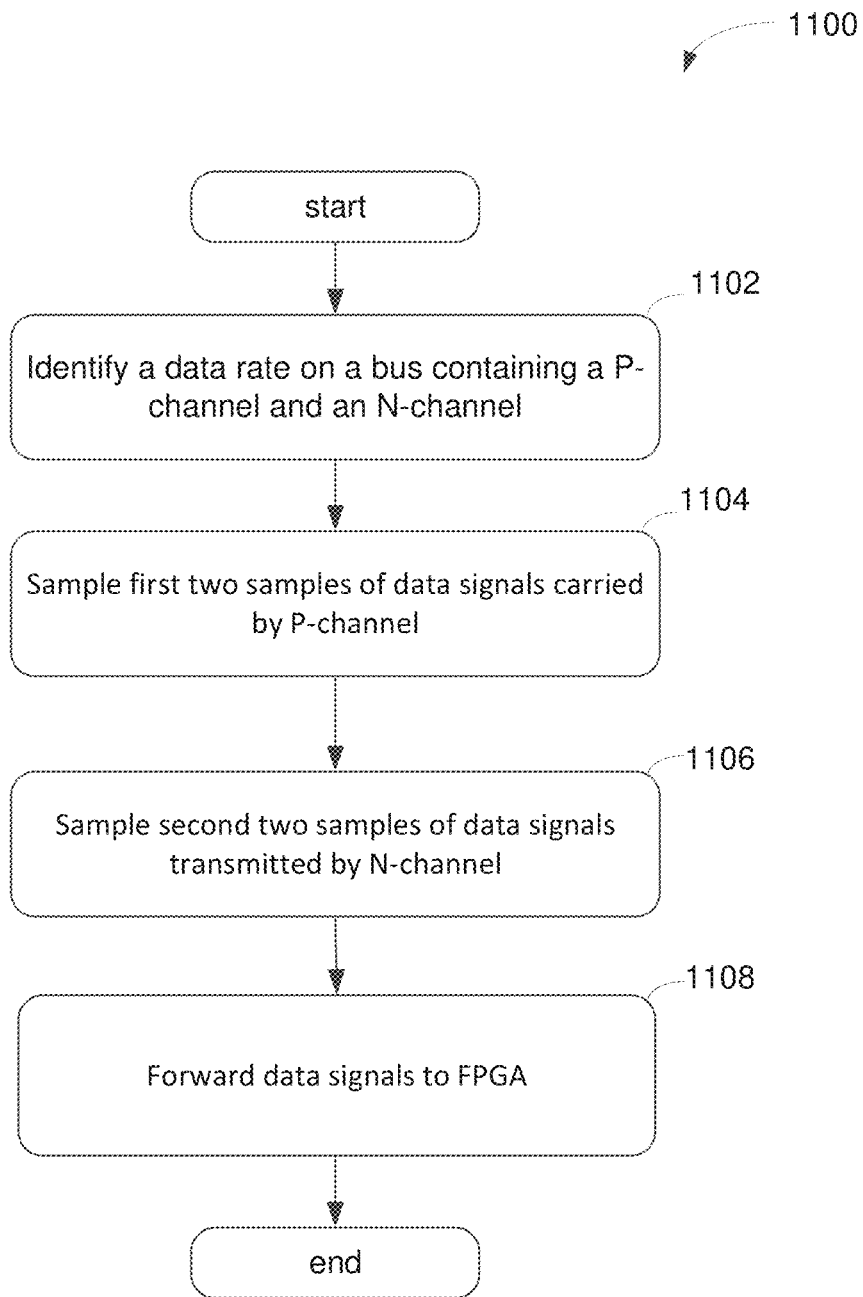 1100
start
1102
Identify a data rate on a bus containing a P-
channel and an N-channel
1104
Sample first two samples of data signals carried
by P-channel
1106
Sample second two samples of data signals
transmitted by N-channel
1108
Forward data signals to FPGA
end